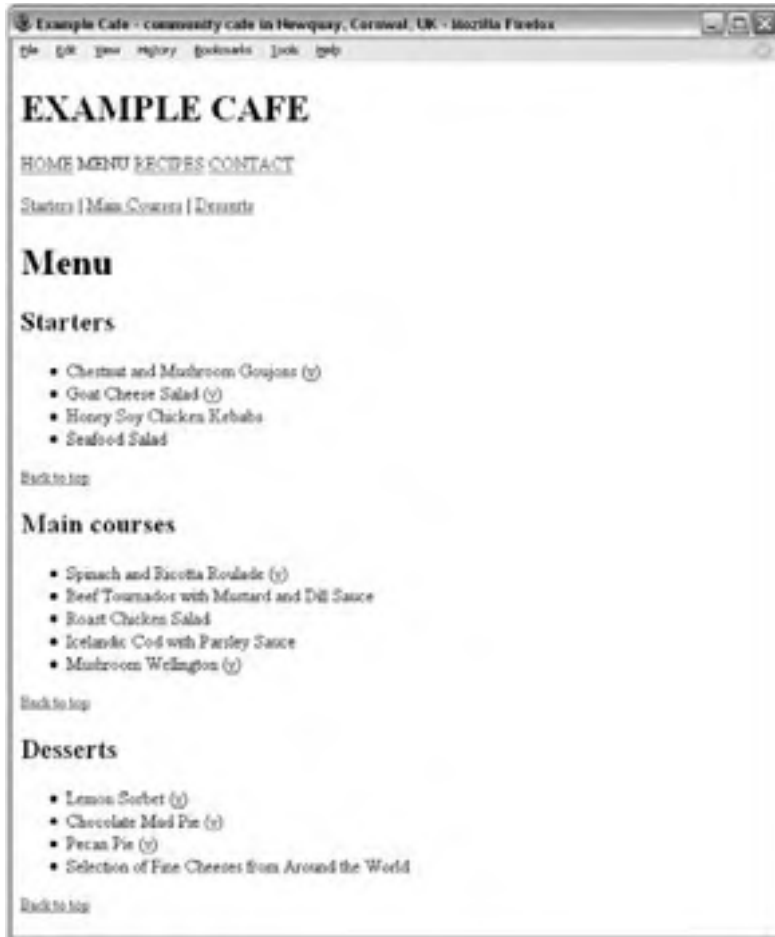 Example Cafe - community cafe in Newquay, Cornwal, UK - Mozilla Firefox
File Edit View History Bookmarks Tools Help
EXAMPLE CAFE
HOME MENU RECIPES CONTACT
Starters | Main Courses | Desserts
Menu
Starters
• Chestnut and Mushroom Goujons (v)
• Goat Cheese Salad (v)
• Honey Soy Chicken Kebabs
• Seafood Salad
Back to top
Main courses
• Spinach and Ricotta Roulade (v)
• Beef Tournados with Mustard and Dill Sauce
• Roast Chicken Salad
• Icelandic Cod with Parsley Sauce
• Mushroom Wellington (v)
Back to top
Desserts
• Lemon Sorbet (v)
• Chocolate Mud Pie (v)
• Pecan Pie (v)
• Selection of Fine Cheeses from Around the World
Back to top